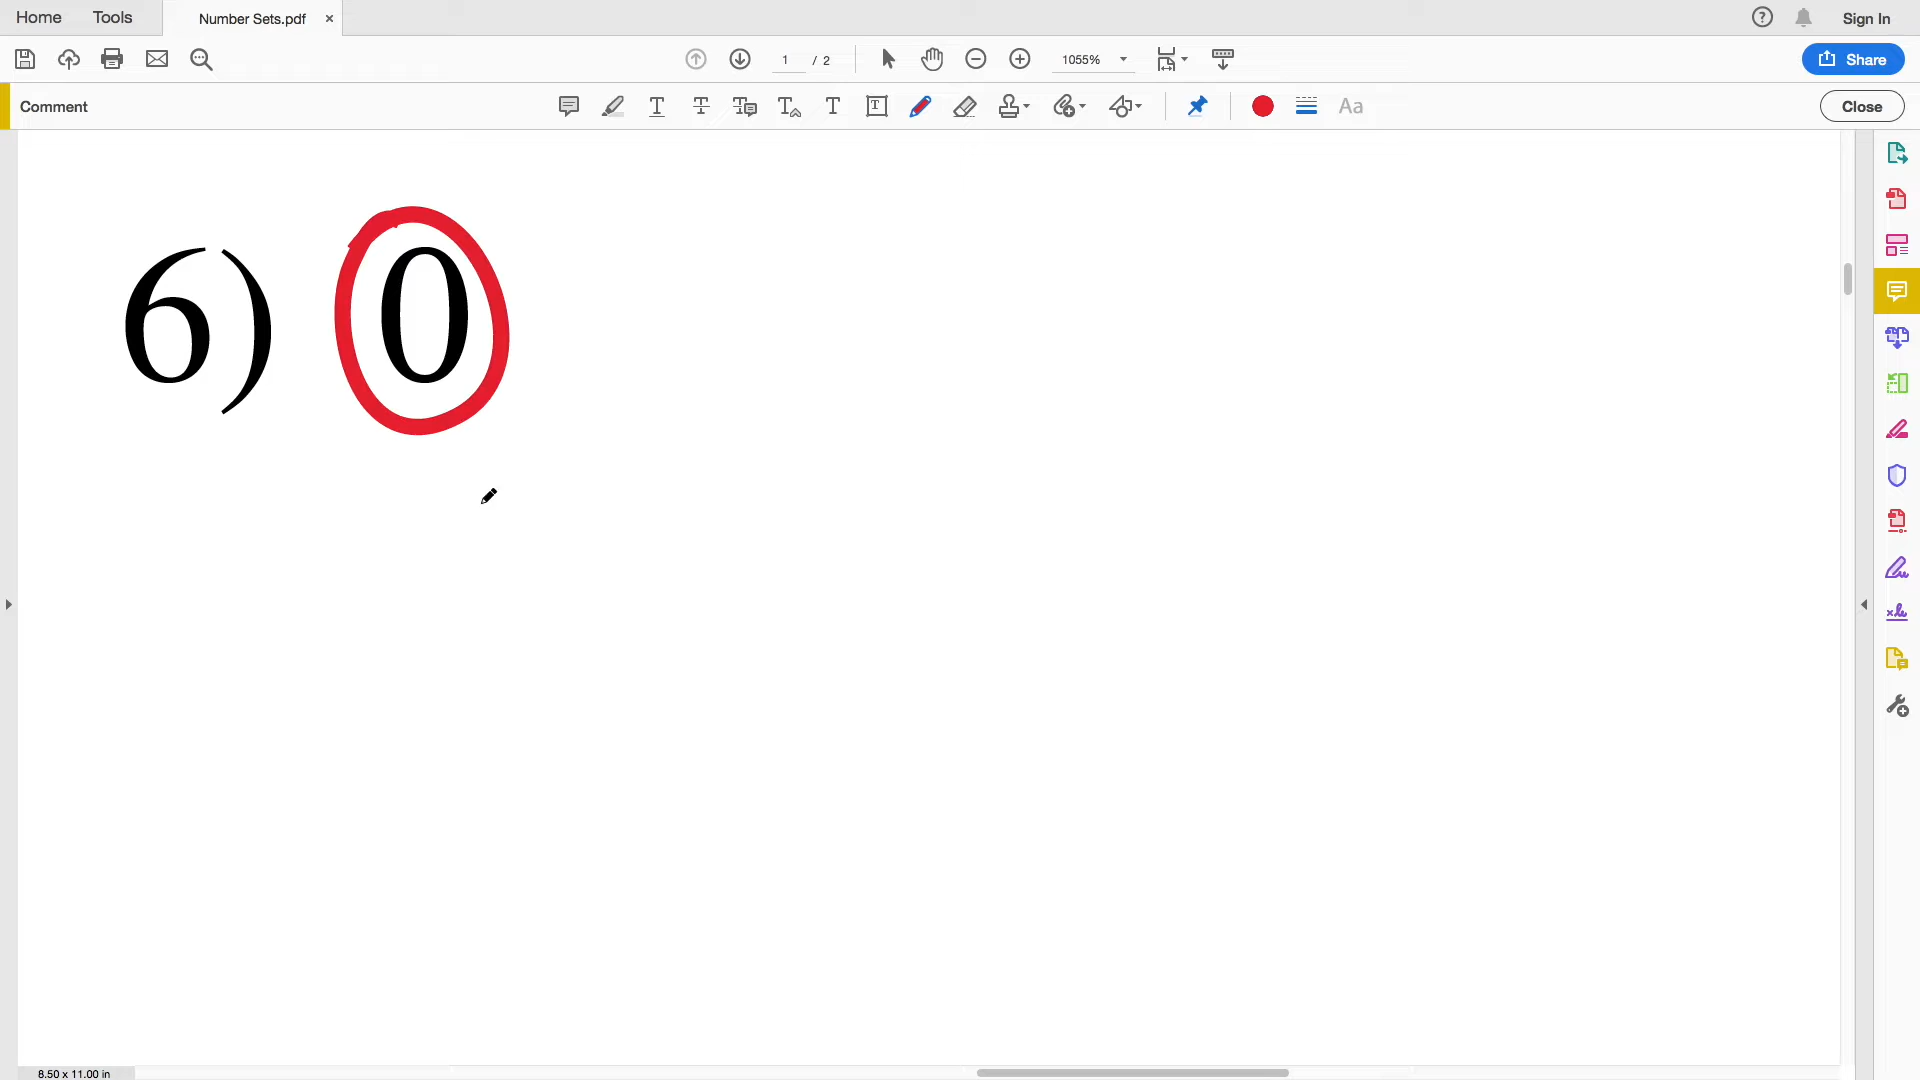 Home Tools Number Sets.pdf × Sign In
1 / 2 1055% Share
Comment Aa Close
6) 0
8.50 x 11.00 in